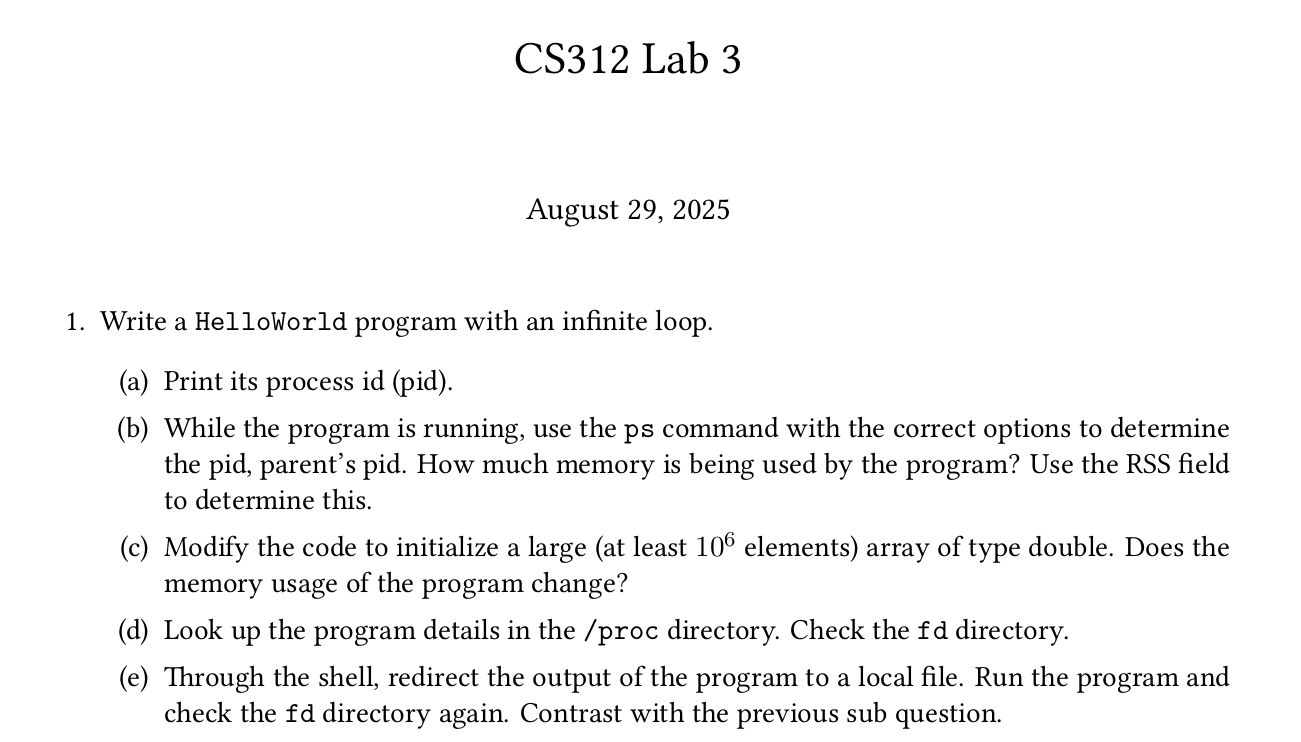 CS312 Lab 3
August 29, 2025
1. Write a HelloWorld program with an infinite loop.
(a) Print its process id (pid).
(b) While the program is running, use the ps command with the correct options to determine
the pid, parent’s pid. How much memory is being used by the program? Use the RSS field
to determine this.
(c) Modify the code to initialize a large (at least 10⁶ elements) array of type double. Does the
memory usage of the program change?
(d) Look up the program details in the /proc directory. Check the fd directory.
(e) Through the shell, redirect the output of the program to a local file. Run the program and
check the fd directory again. Contrast with the previous sub question.